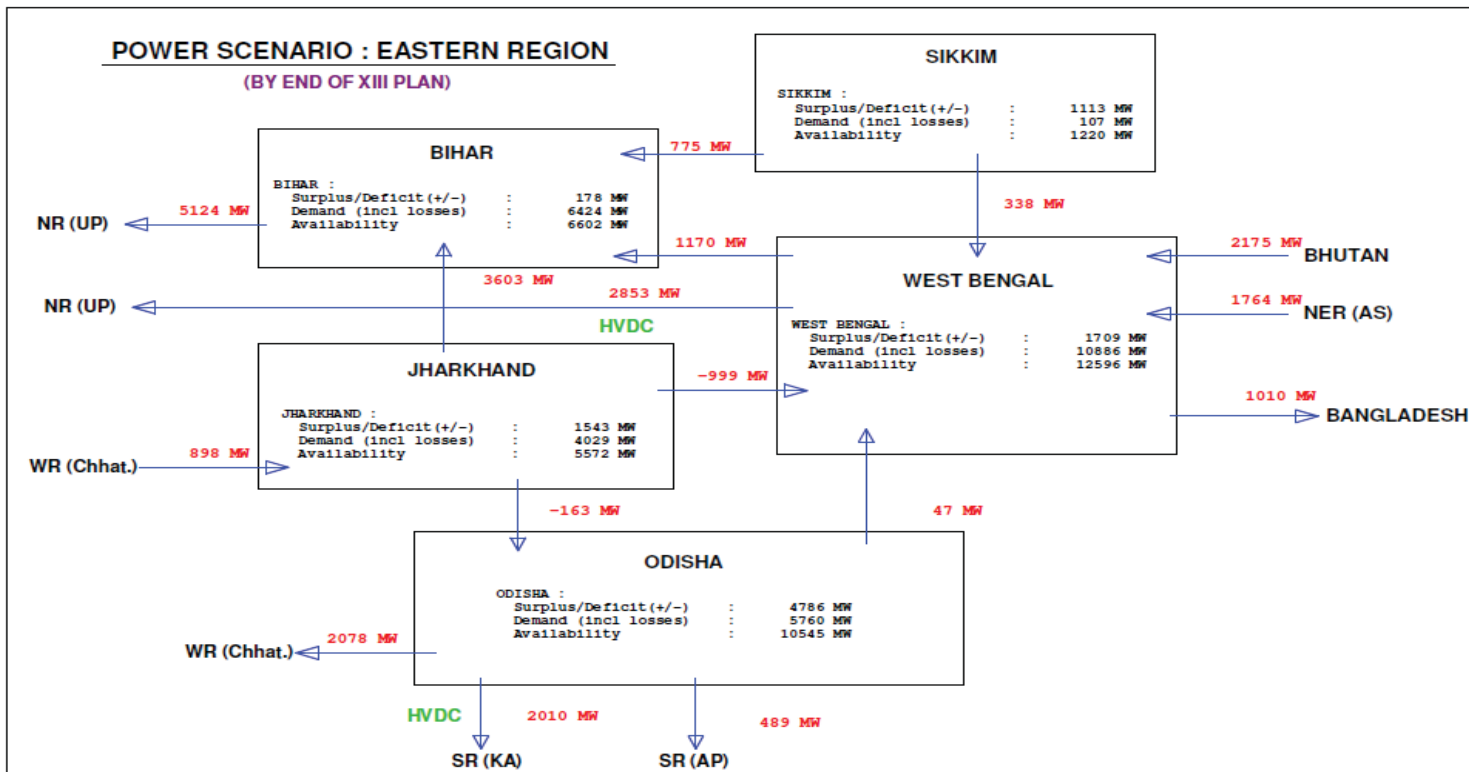 POWER SCENARIO : EASTERN REGION
(BY END OF XIII PLAN)
SIKKIM
SIKKIM :
Surplus/Deficit(+/-) : 1113 MW
Demand (incl losses) : 107 MW
Availability : 1220 MW
775 MW
338 MW
BIHAR
BIHAR :
Surplus/Deficit(+/-) : 178 MW
Demand (incl losses) : 6424 MW
Availability : 6602 MW
5124 MW
NR (UP)
1170 MW
3603 MW
2853 MW
NR (UP)
HVDC
WEST BENGAL
WEST BENGAL :
Surplus/Deficit(+/-) : 1709 MW
Demand (incl losses) : 10886 MW
Availability : 12596 MW
2175 MW
BHUTAN
1764 MW
NER (AS)
1010 MW
BANGLADESH
JHARKHAND
JHARKHAND :
Surplus/Deficit(+/-) : 1543 MW
Demand (incl losses) : 4029 MW
Availability : 5572 MW
-999 MW
898 MW
WR (Chhat.)
-163 MW
47 MW
ODISHA
ODISHA :
Surplus/Deficit(+/-) : 4786 MW
Demand (incl losses) : 5760 MW
Availability : 10545 MW
2078 MW
WR (Chhat.)
HVDC
2010 MW
489 MW
SR (KA)
SR (AP)